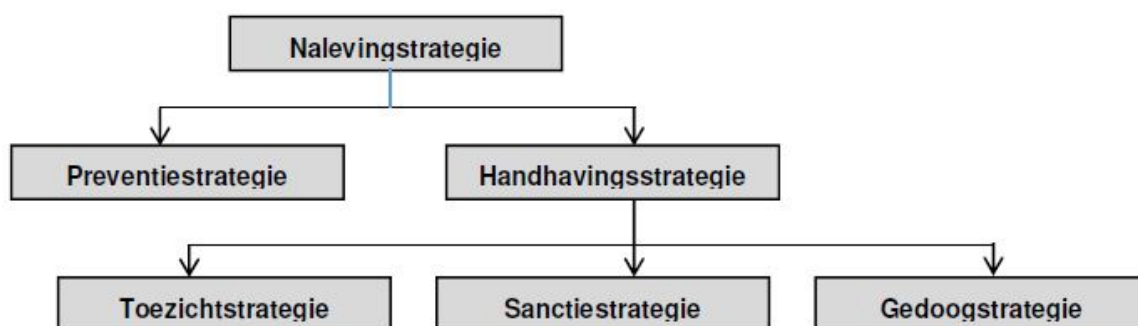 Nalevingstrategie
Preventiestrategie
Handhavingsstrategie
Toezichtstrategie
Sanctiestrategie
Gedoogstrategie